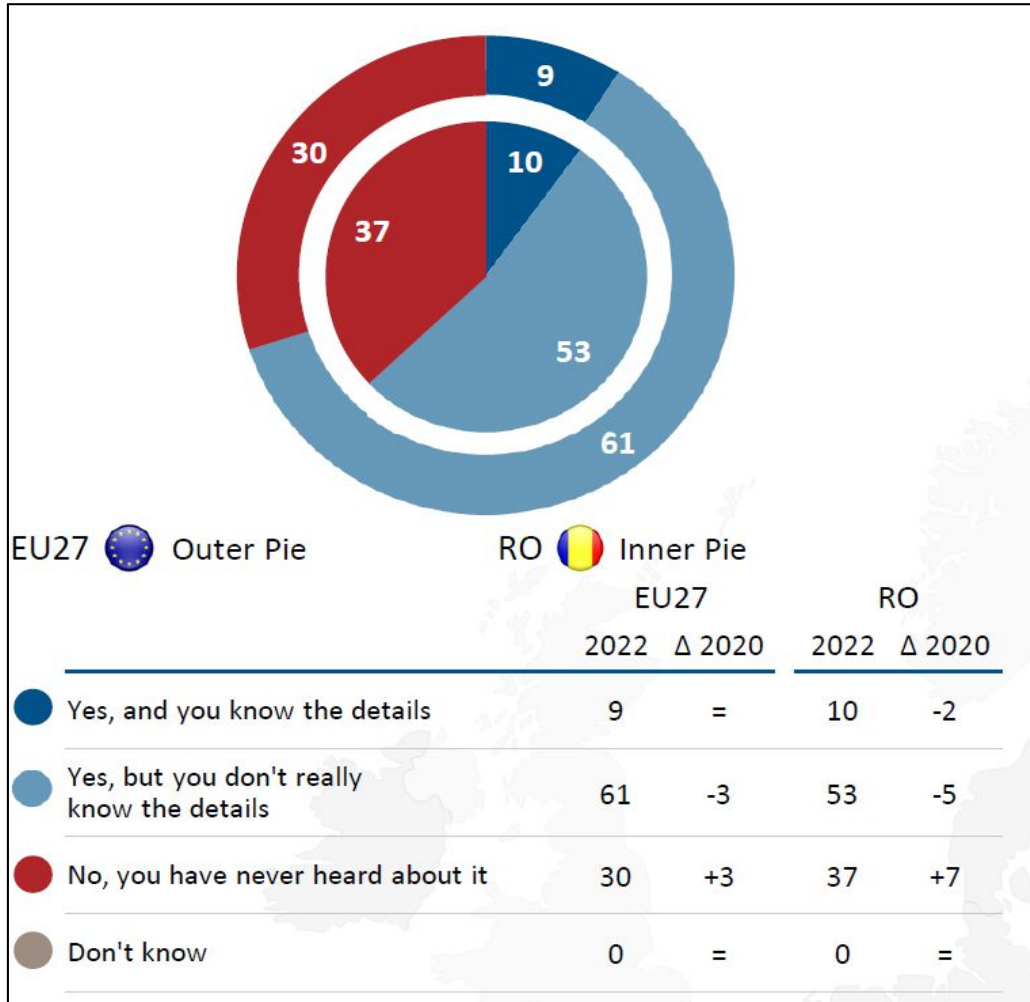 9
10
30
37
53
61
EU27 Outer Pie RO Inner Pie
EU27 RO
2022 Δ 2020 2022 Δ 2020
Yes, and you know the details 9 = 10 -2
Yes, but you don't really
know the details 61 -3 53 -5
No, you have never heard about it 30 +3 37 +7
Don't know 0 = 0 =